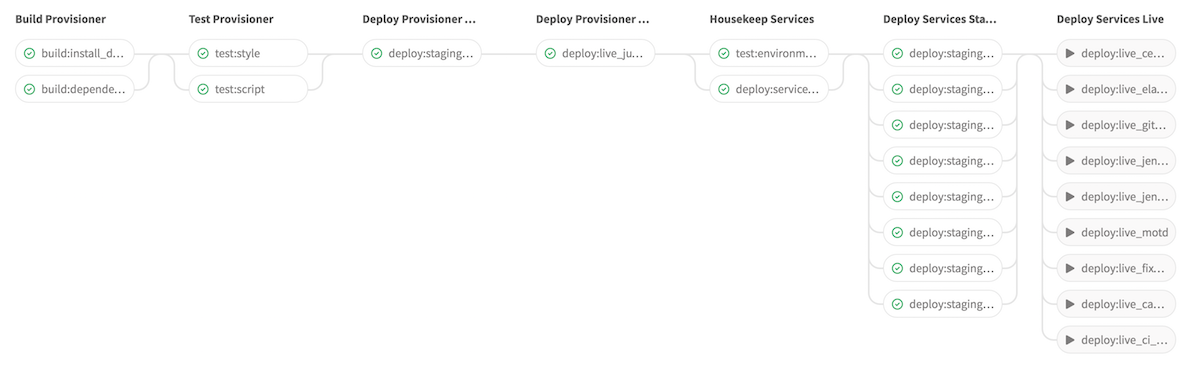 Build Provisioner
build:install_d...
build:depende...
Test Provisioner
test:style
test:script
Deploy Provisioner ...
deploy:staging...
Deploy Provisioner ...
deploy:live_ju...
Housekeep Services
test:environm...
deploy:service...
Deploy Services Sta...
deploy:staging...
deploy:staging...
deploy:staging...
deploy:staging...
deploy:staging...
deploy:staging...
deploy:staging...
deploy:staging...
Deploy Services Live
deploy:live_ce...
deploy:live_ela...
deploy:live_git...
deploy:live_jen...
deploy:live_jen...
deploy:live_motd
deploy:live_fix...
deploy:live_ca...
deploy:live_ci_...